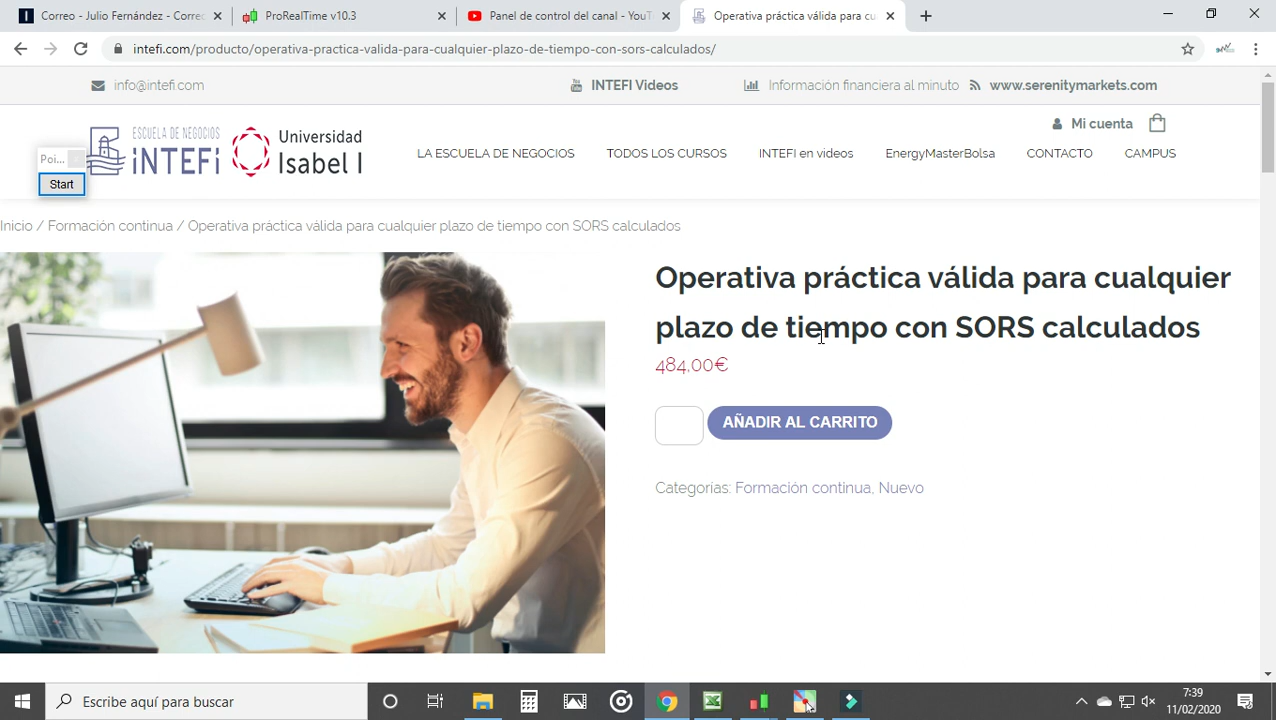 Correo - Julio Fernández - Correo
ProRealTime v10.3
Panel de control del canal - YouT
Operativa práctica válida para cu
intefi.com/producto/operativa-practica-valida-para-cualquier-plazo-de-tiempo-con-sors-calculados/
info@intefi.com
INTEFI Videos
Información financiera al minuto
www.serenitymarkets.com
Mi cuenta
Poi...
Start
ESCUELA DE NEGOCIOS
iNTEFi
Universidad
Isabel I
LA ESCUELA DE NEGOCIOS
TODOS LOS CURSOS
INTEFI en videos
EnergyMasterBolsa
CONTACTO
CAMPUS
Inicio / Formación continua / Operativa práctica válida para cualquier plazo de tiempo con SORS calculados
Operativa práctica válida para cualquier
plazo de tiempo con SORS calculados
484,00€
AÑADIR AL CARRITO
Categorías: Formación continua, Nuevo
Escribe aquí para buscar
7:39
11/02/2020